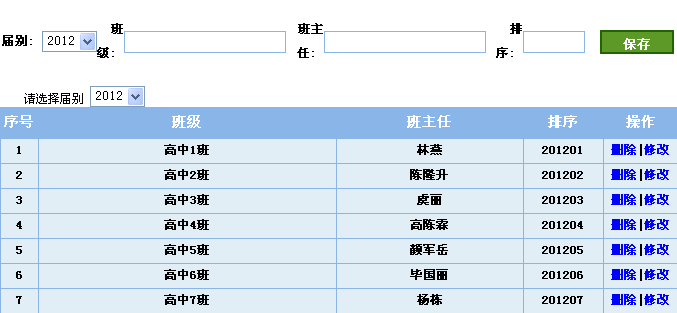 届别: 2012 班级: 班主任: 排序: 保存
请选择届别 2012
序号 班级 班主任 排序 操作
1 高中1班 林燕 201201 删除|修改
2 高中2班 陈隆升 201202 删除|修改
3 高中3班 虞丽 201203 删除|修改
4 高中4班 高陈霖 201204 删除|修改
5 高中5班 颜军岳 201205 删除|修改
6 高中6班 毕国丽 201206 删除|修改
7 高中7班 杨栋 201207 删除|修改